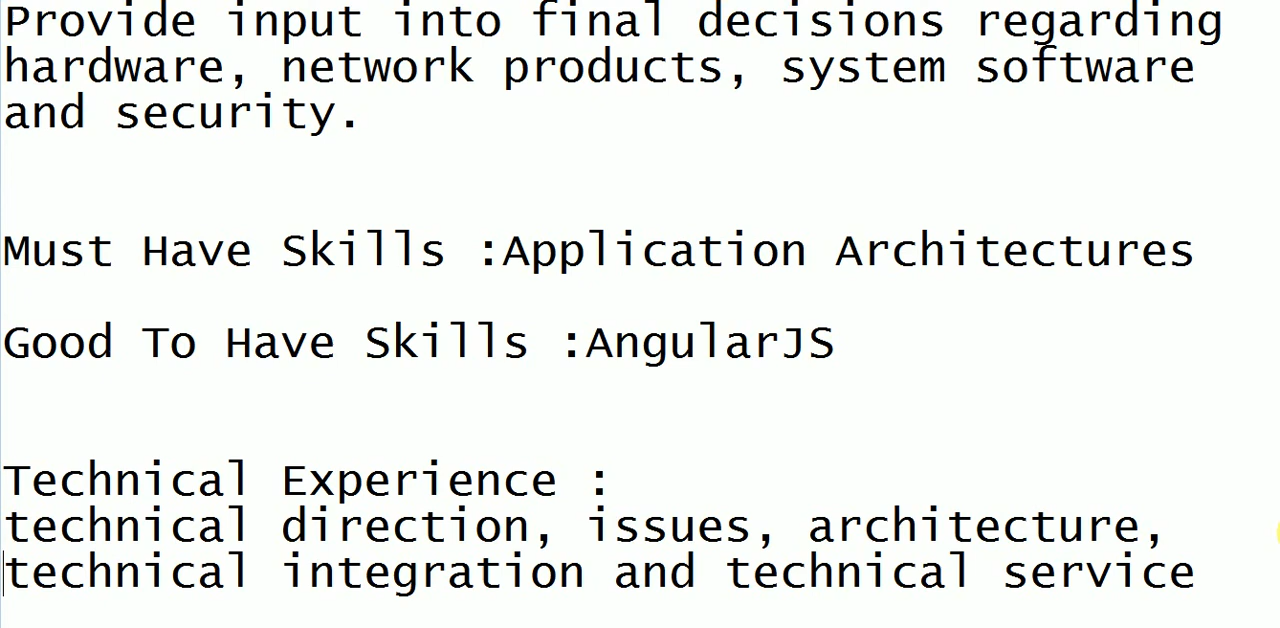 Provide input into final decisions regarding
hardware, network products, system software
and security.
Must Have Skills :Application Architectures
Good To Have Skills :AngularJS
Technical Experience :
technical direction, issues, architecture,
technical integration and technical service